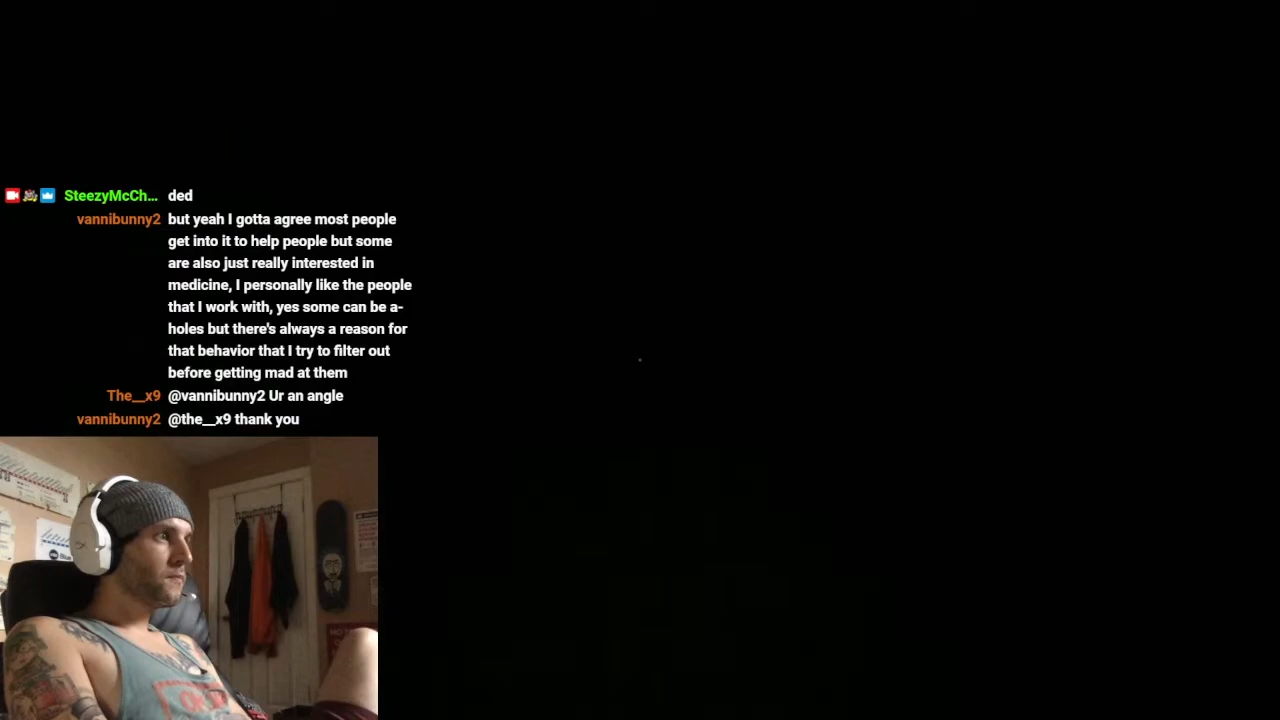 SteezyMcCh... ded
vannibunny2 but yeah I gotta agree most people
get into it to help people but some
are also just really interested in
medicine, I personally like the people
that I work with, yes some can be a-
holes but there's always a reason for
that behavior that I try to filter out
before getting mad at them
The__x9 @vannibunny2 Ur an angle
vannibunny2 @the__x9 thank you